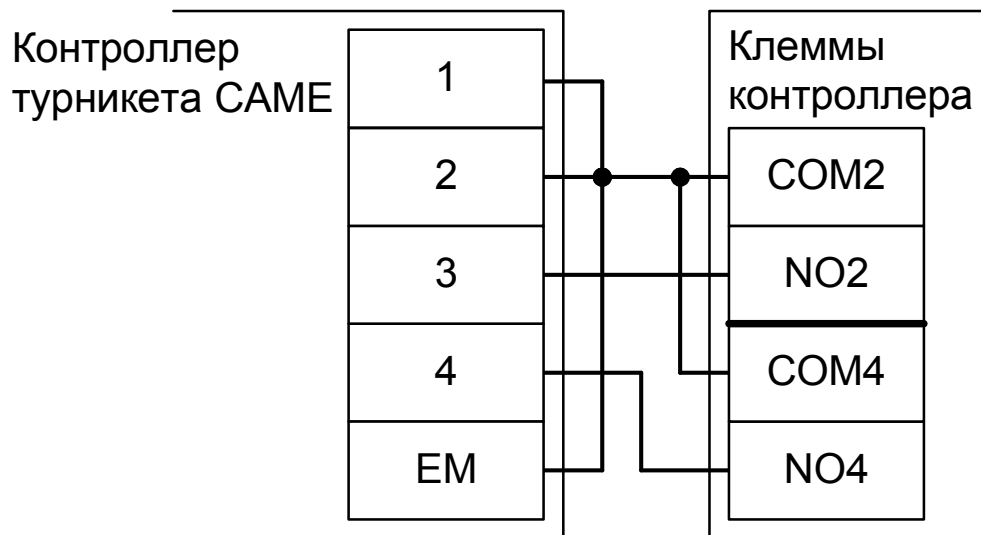 Контроллер
турникета CAME
1
2
3
4
EM
Клеммы
контроллера
COM2
NO2
COM4
NO4